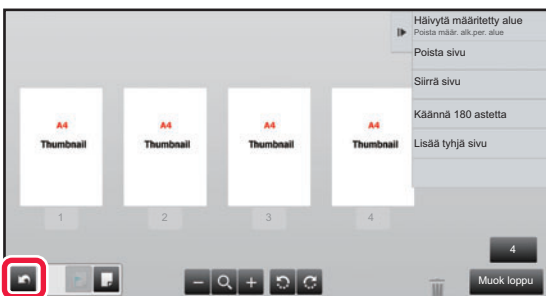 Häivytä määritetty alue
Poista määr. alk.per. alue
Poista sivu
Siirrä sivu
Käännä 180 astetta
Lisää tyhjä sivu
A4 A4 A4 A4
Thumbnail Thumbnail Thumbnail Thumbnail
1 2 3 4
4
Muok loppu